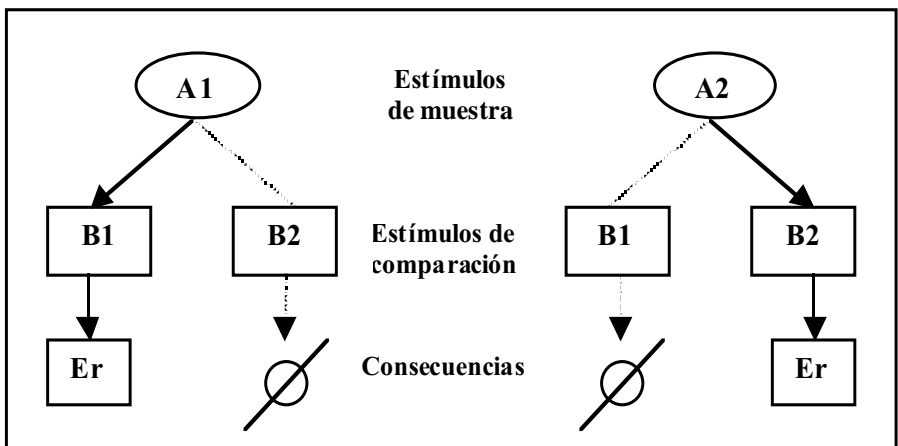 A1
Estímulos
de muestra
A2
B1
B2
Estímulos de
comparación
B1
B2
Er
Consecuencias
Er